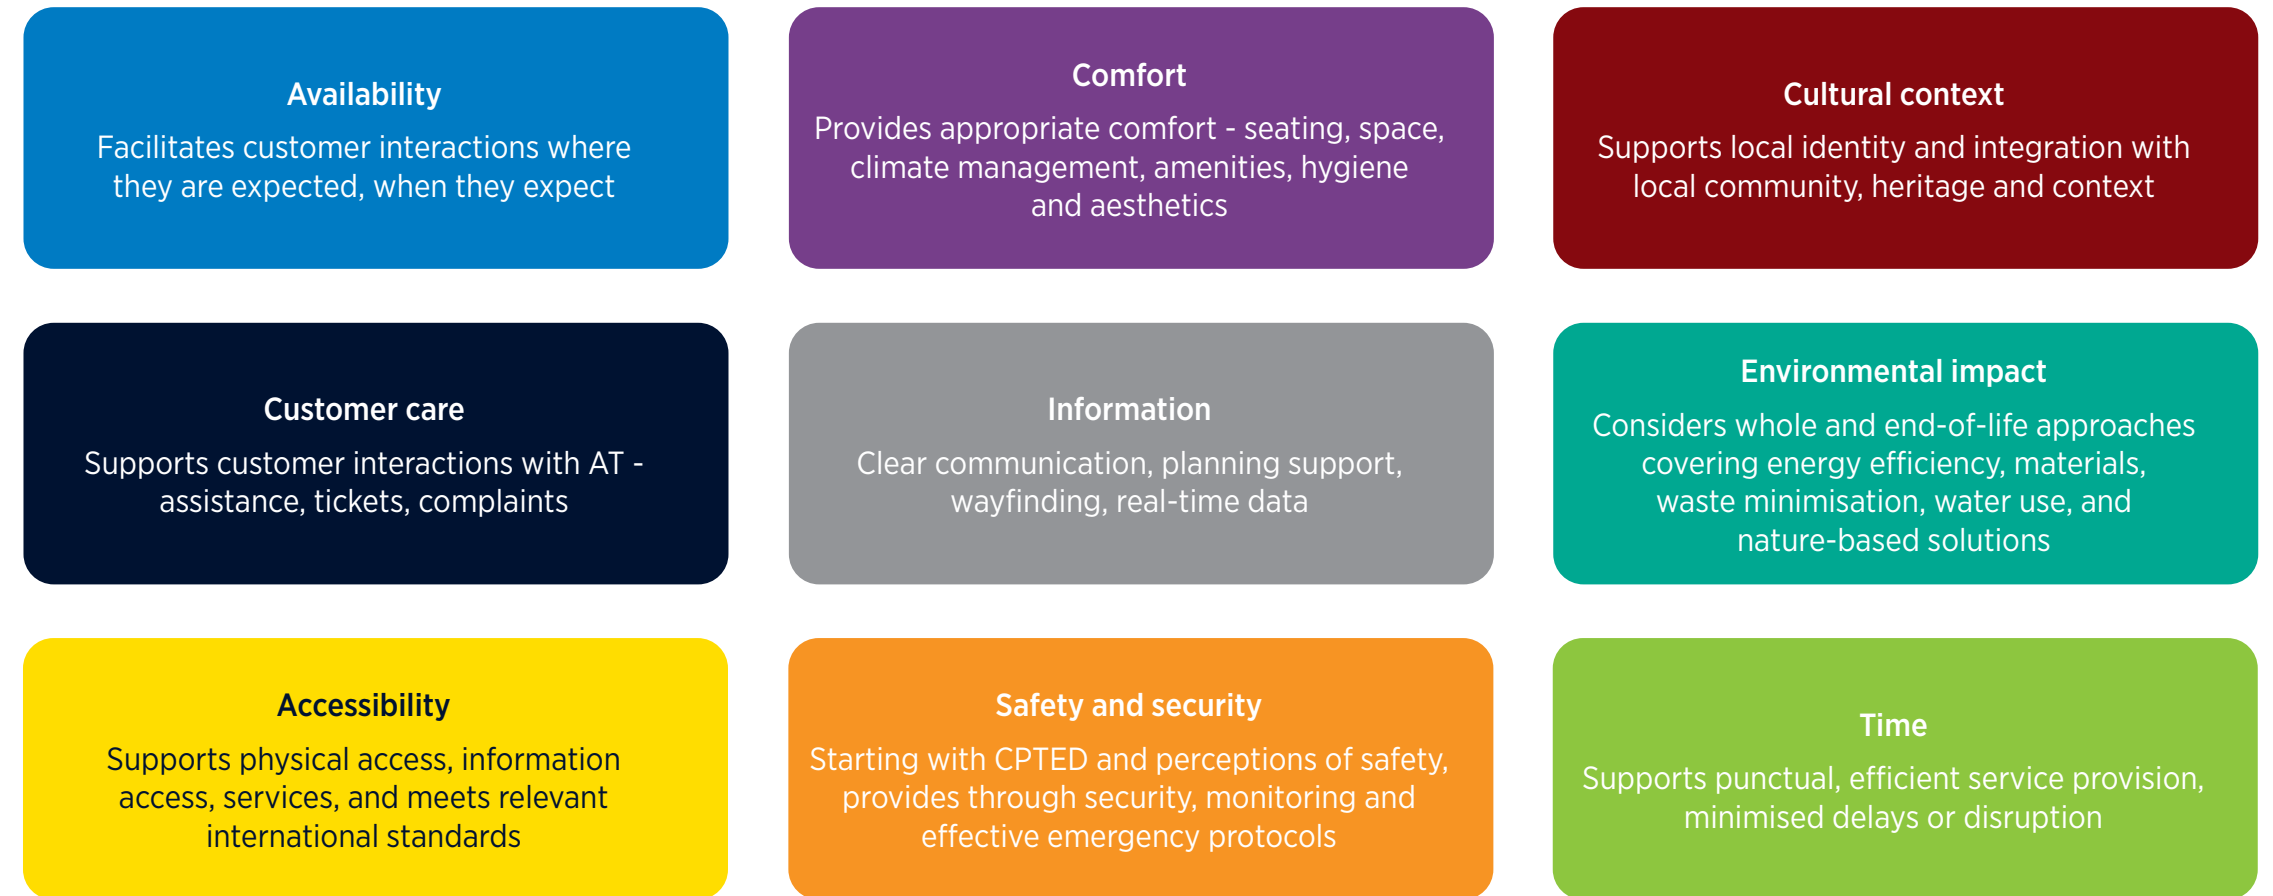 Availability
Facilitates customer interactions where
they are expected, when they expect
Comfort
Provides appropriate comfort - seating, space,
climate management, amenities, hygiene
and aesthetics
Cultural context
Supports local identity and integration with
local community, heritage and context
Customer care
Supports customer interactions with AT -
assistance, tickets, complaints
Information
Clear communication, planning support,
wayfinding, real-time data
Environmental impact
Considers whole and end-of-life approaches
covering energy efficiency, materials,
waste minimisation, water use, and
nature-based solutions
Accessibility
Supports physical access, information
access, services, and meets relevant
international standards
Safety and security
Starting with CPTED and perceptions of safety,
provides through security, monitoring and
effective emergency protocols
Time
Supports punctual, efficient service provision,
minimised delays or disruption